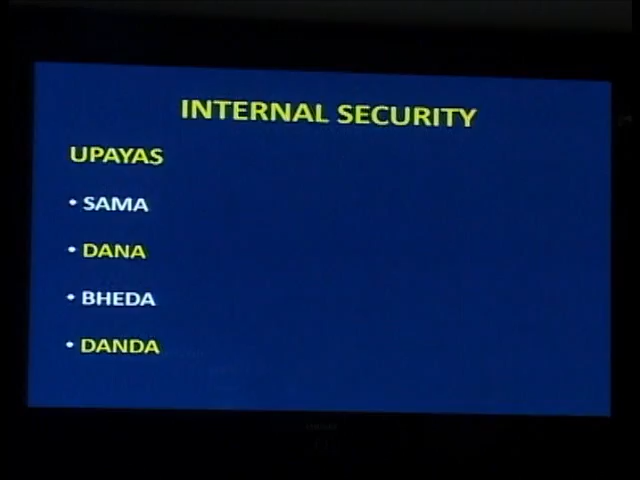 INTERNAL SECURITY
UPAYAS
• SAMA
• DANA
• BHEDA
• DANDA